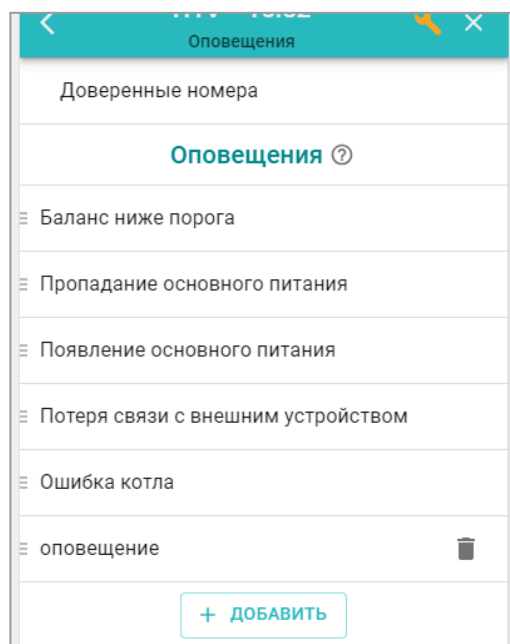 Оповещения
Доверенные номера
Оповещения
Баланс ниже порога
Пропадание основного питания
Появление основного питания
Потеря связи с внешним устройством
Ошибка котла
оповещение
+ ДОБАВИТЬ